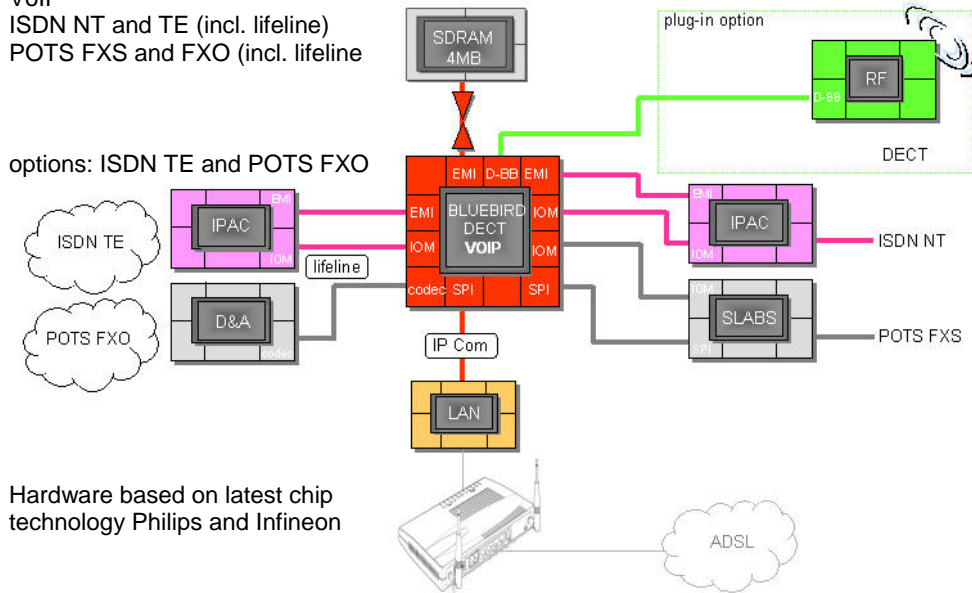 VoIP
ISDN NT and TE (incl. lifeline)
POTS FXS and FXO (incl. lifeline
SDRAM
4MB
plug-in option
RF
D-BB
DECT
options: ISDN TE and POTS FXO
EMI D-BB EMI
EMI
IOM
BLUEBIRD
DECT
VOIP
IOM
IOM
codec SPI SPI
ISDN TE
IPAC
EMI
IOM
lifeline
EMI
IPAC
IOM
ISDN NT
POTS FXO
D&A
codec
IOM
SLABS
SPI
POTS FXS
IP Com
LAN
Hardware based on latest chip
technology Philips and Infineon
ADSL